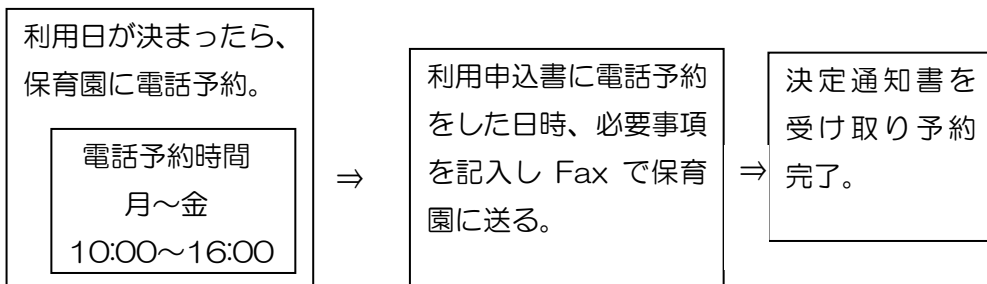 利用日が決まったら、
保育園に電話予約。
電話予約時間
月～金
10:00～16:00
⇒
利用申込書に電話予約
をした日時、必要事項
を記入し Fax で保育
園に送る。
⇒
決定通知書を
受け取り予約
完了。